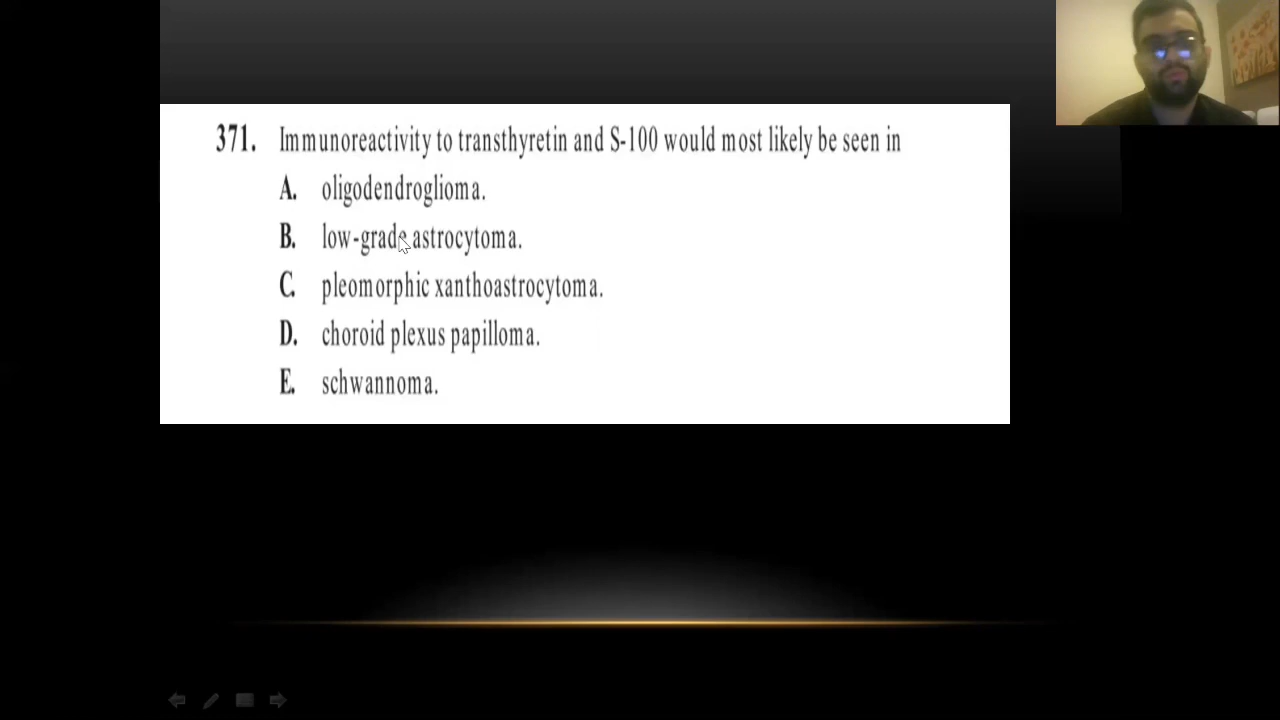 371. Immunoreactivity to transthyretin and S-100 would most likely be seen in
A. oligodendroglioma.
B. low-grade astrocytoma.
C. pleomorphic xanthoastrocytoma.
D. choroid plexus papilloma.
E. schwannoma.